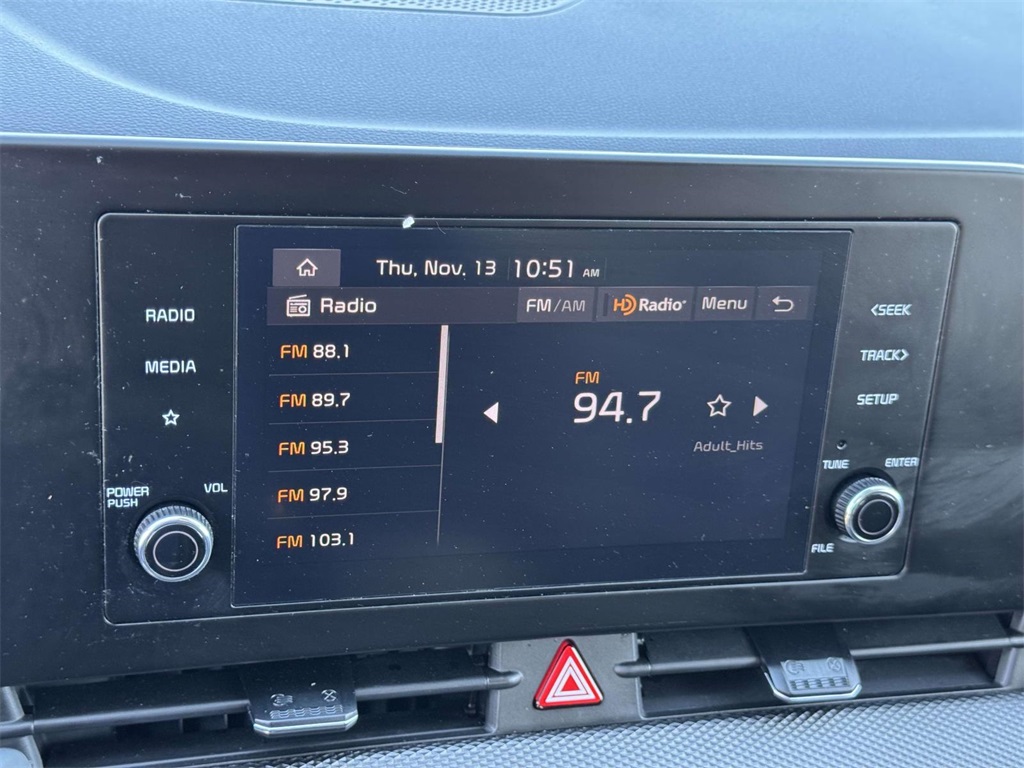 Thu, Nov. 13 10:51 AM
Radio FM/AM HD Radio Menu
FM 88.1
FM 89.7
FM 95.3
FM 97.9
FM 103.1
FM
94.7
Adult_Hits
RADIO
MEDIA
POWER
PUSH
VOL
<SEEK
TRACK>
SETUP
TUNE
ENTER
FILE